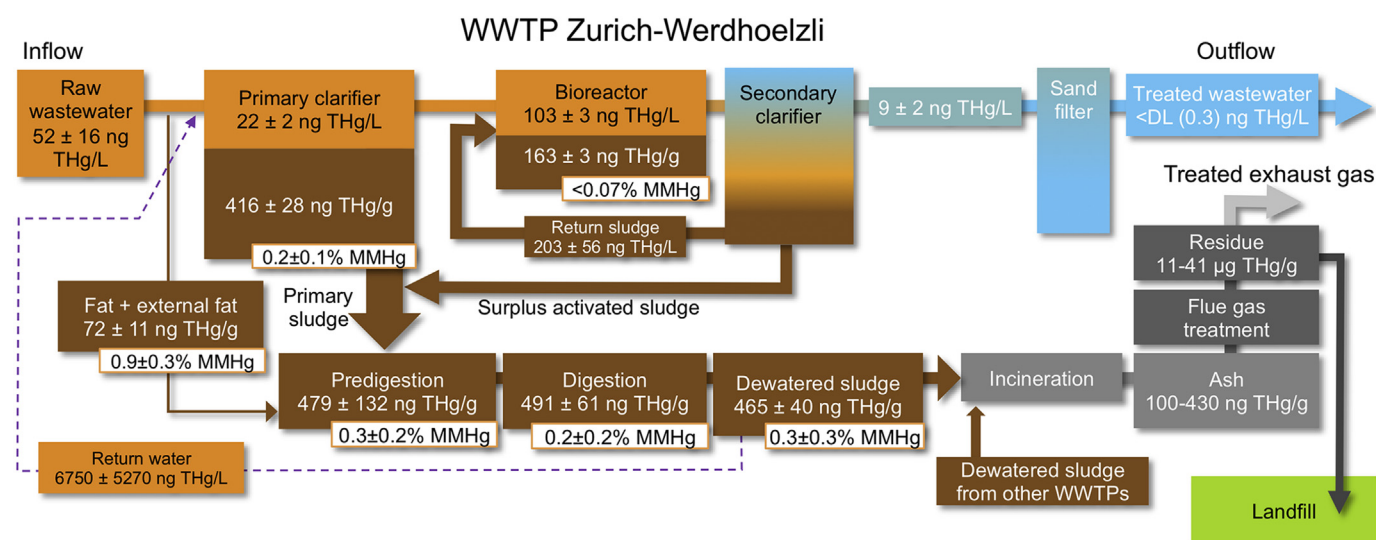 WWTP Zurich-Werdhoelzli
Inflow
Outflow
Raw
wastewater
52 ± 16 ng
THg/L
Primary clarifier
22 ± 2 ng THg/L
416 ± 28 ng THg/g
0.2±0.1% MMHg
Bioreactor
103 ± 3 ng THg/L
163 ± 3 ng THg/g
<0.07% MMHg
Return sludge
203 ± 56 ng THg/L
Secondary
clarifier
9 ± 2 ng THg/L
Sand
filter
Treated wastewater
<DL (0.3) ng THg/L
Treated exhaust gas
Residue
11-41 µg THg/g
Flue gas
treatment
Ash
100-430 ng THg/g
Primary
sludge
Surplus activated sludge
Fat + external fat
72 ± 11 ng THg/g
0.9±0.3% MMHg
Predigestion
479 ± 132 ng THg/g
0.3±0.2% MMHg
Digestion
491 ± 61 ng THg/g
0.2±0.2% MMHg
Dewatered sludge
465 ± 40 ng THg/g
0.3±0.3% MMHg
Incineration
Return water
6750 ± 5270 ng THg/L
Dewatered sludge
from other WWTPs
Landfill